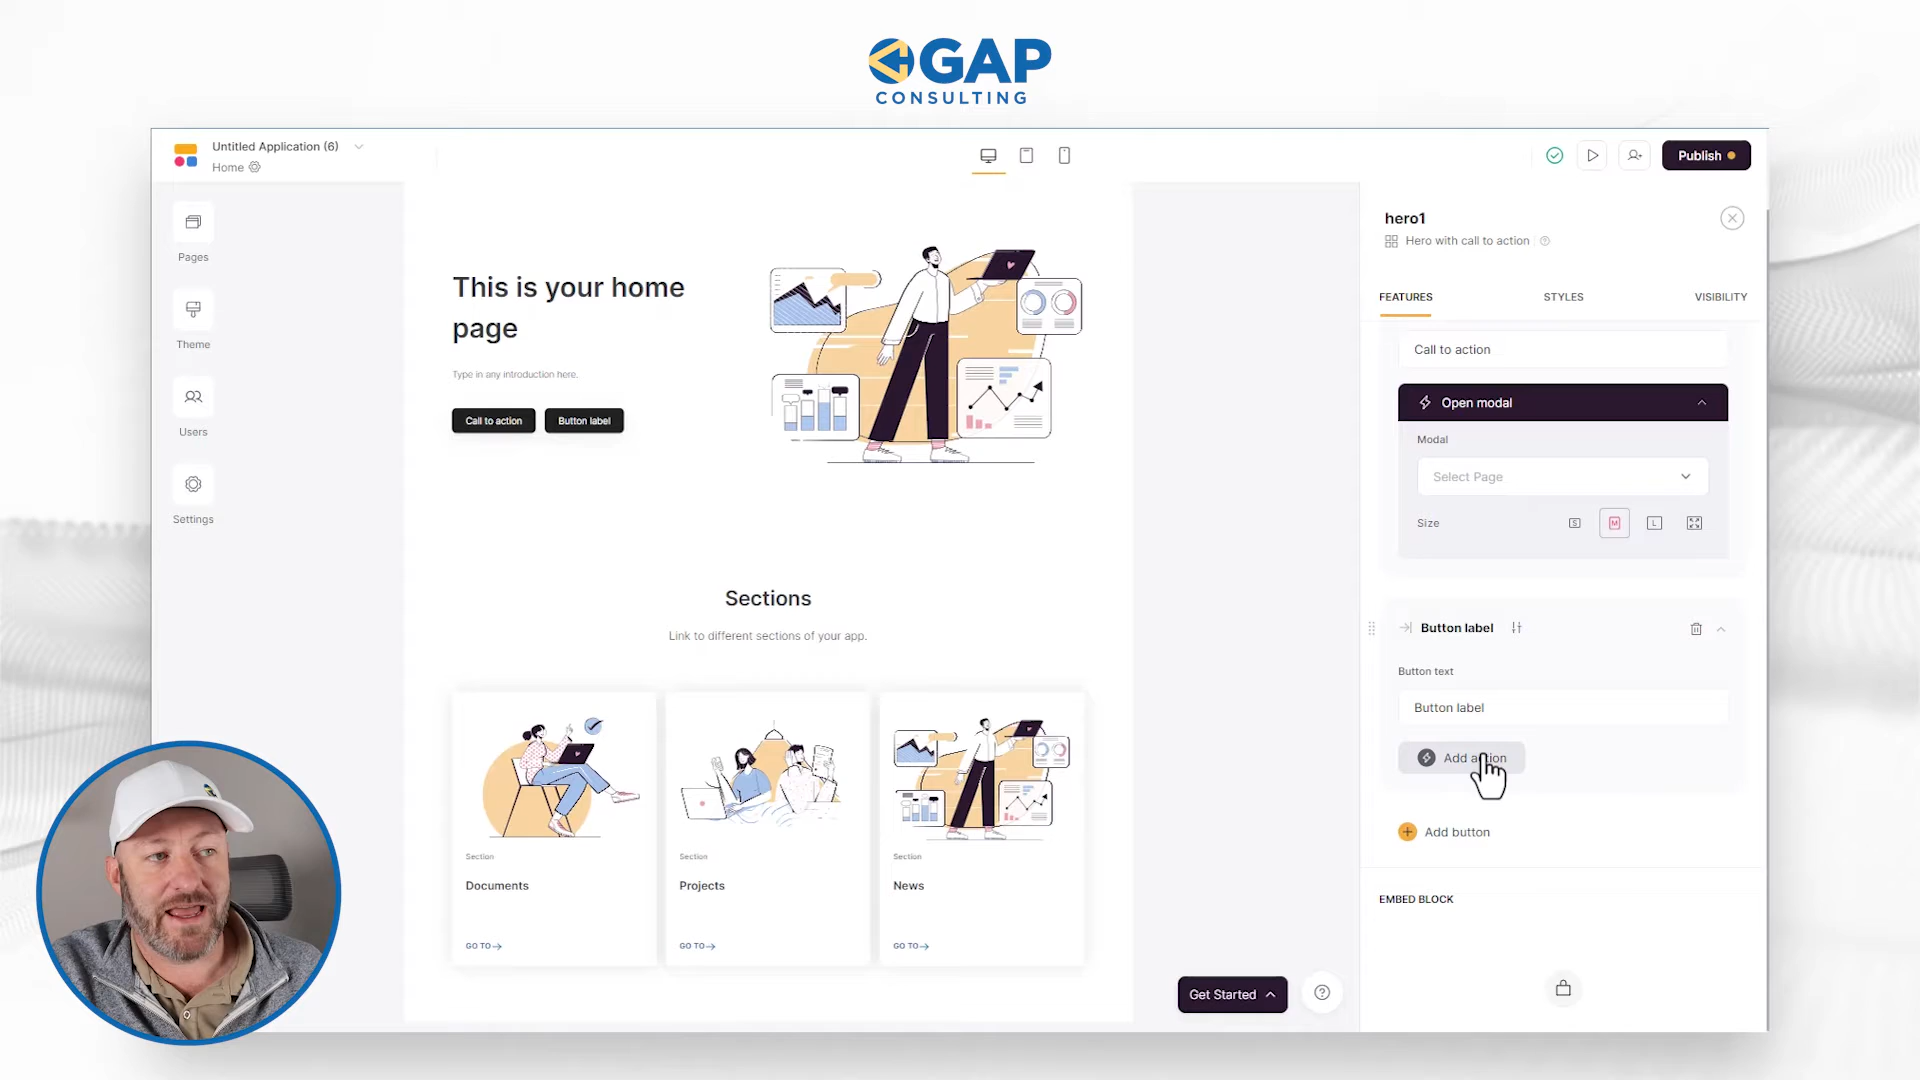 GAP
CONSULTING
Untitled Application (6)
Home
Publish
Pages
Theme
Users
Settings
This is your home
page
Type in any introduction here.
Call to action
Button label
Sections
Link to different sections of your app.
Section
Documents
GO TO
Section
Projects
GO TO
Section
News
GO TO
Get Started
hero1
Hero with call to action
FEATURES
STYLES
VISIBILITY
Call to action
Open modal
Modal
Select Page
Size
S
M
L
Button label
Button text
Button label
Add action
Add button
EMBED BLOCK